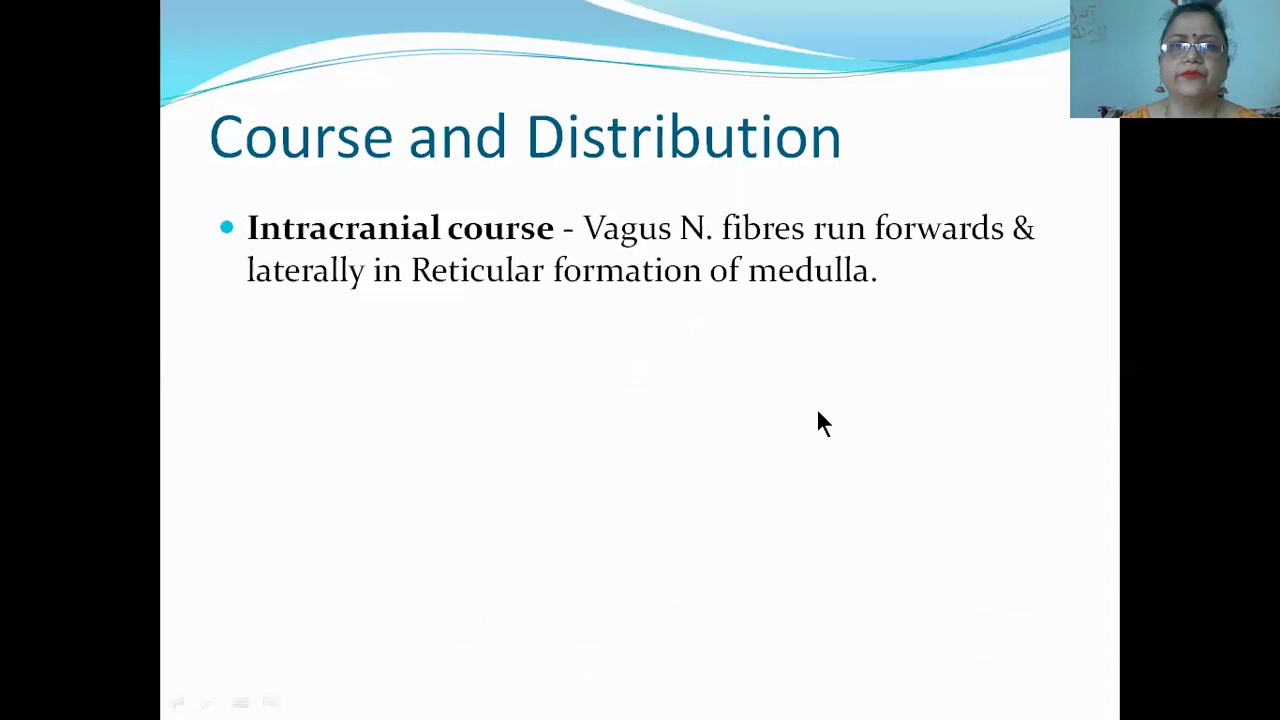 Course and Distribution
Intracranial course - Vagus N. fibres run forwards &
laterally in Reticular formation of medulla.